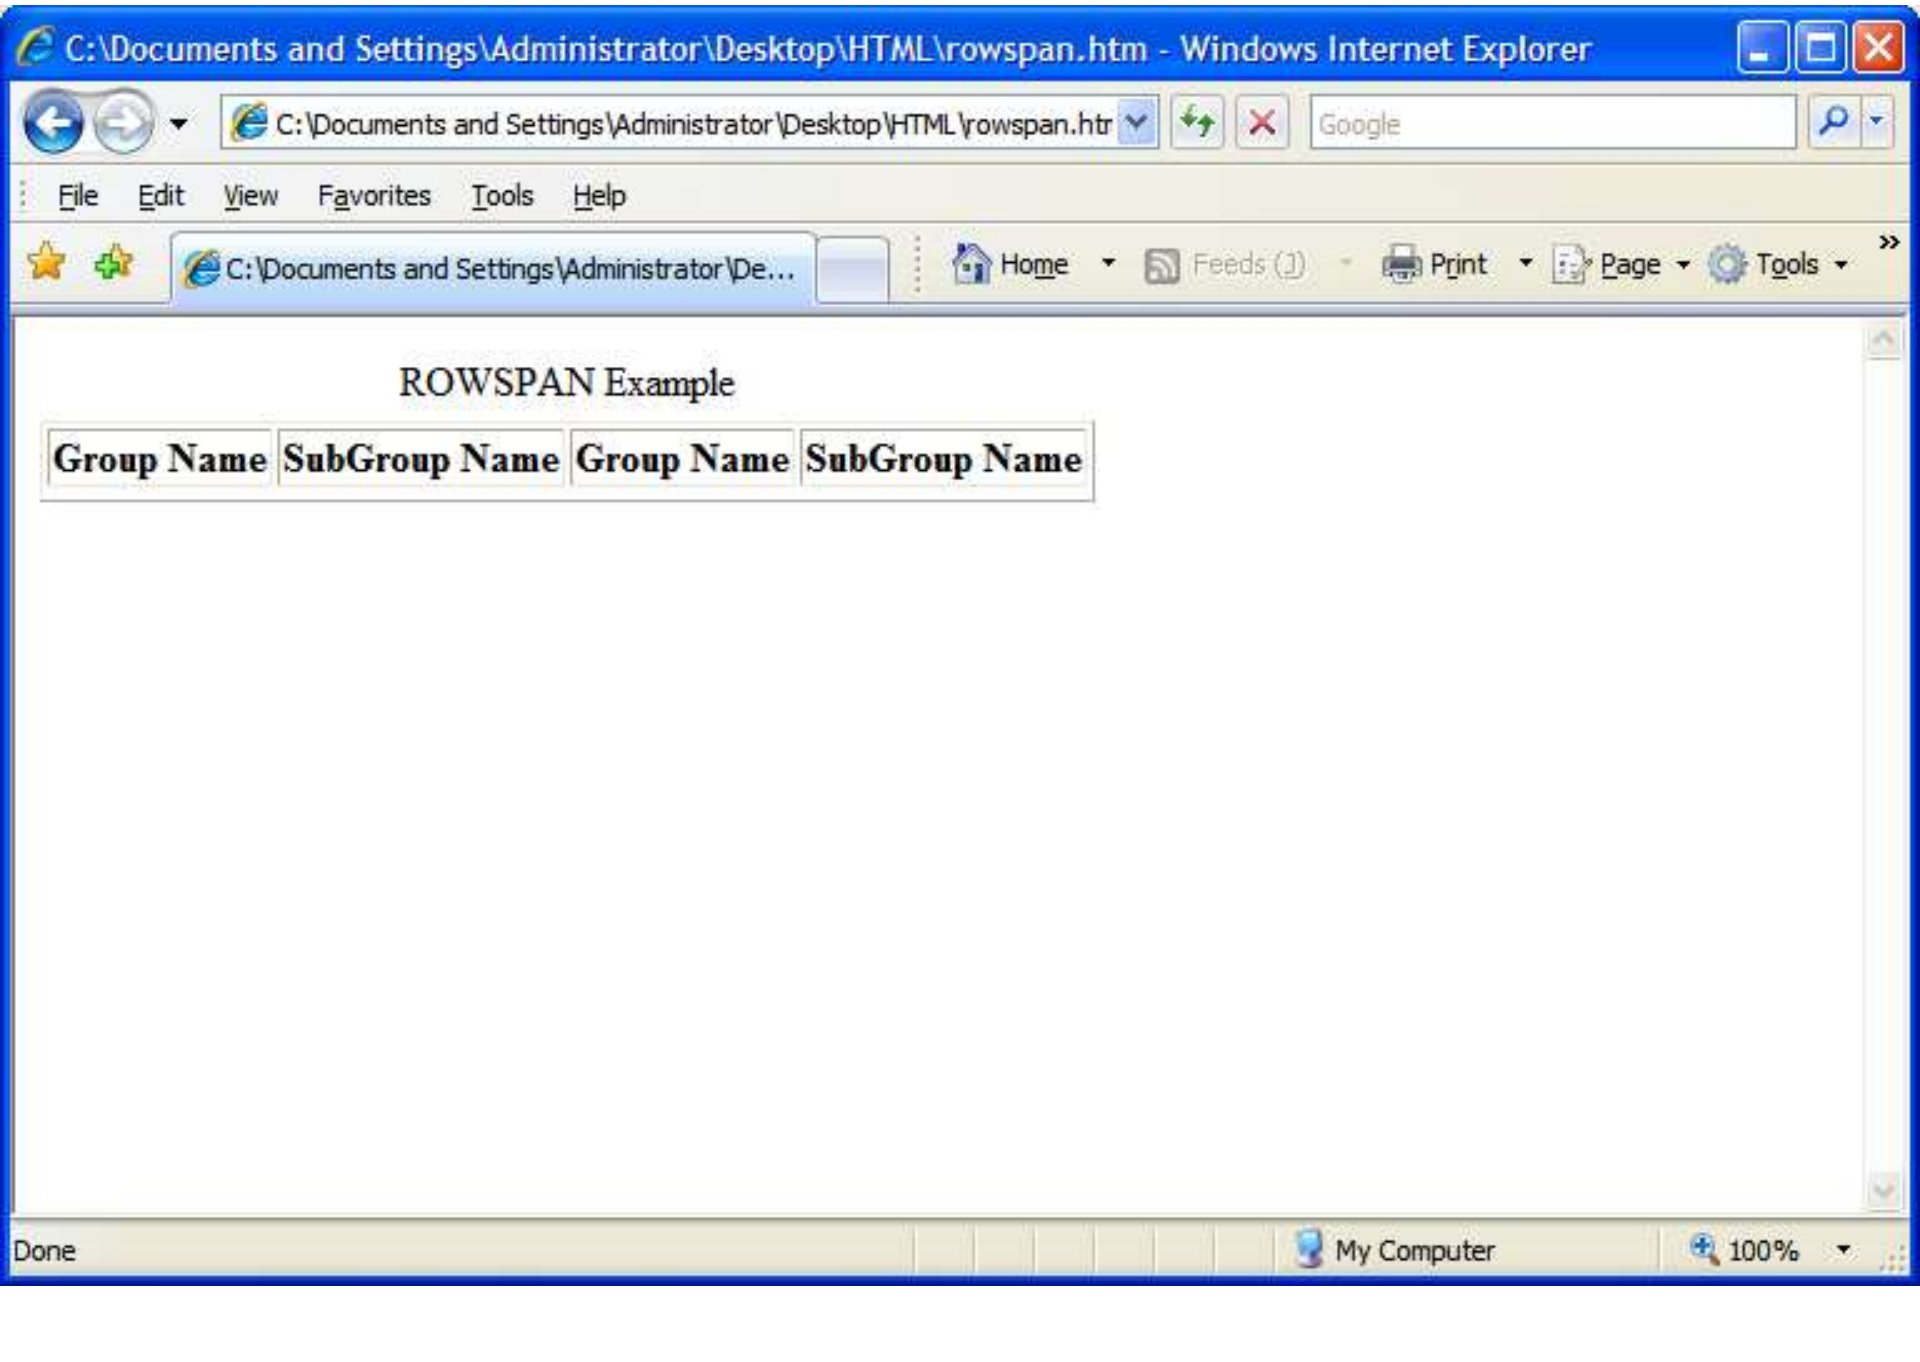 C:\Documents and Settings\Administrator\Desktop\HTML\rowspan.htm - Windows Internet Explorer
C:\Documents and Settings\Administrator\Desktop\HTML\rowspan.htr Google
File Edit View Favorites Tools Help
C:\Documents and Settings\Administrator\De... Home Feeds (J) Print Page Tools »
ROWSPAN Example
Group Name SubGroup Name Group Name SubGroup Name
Done My Computer 100%